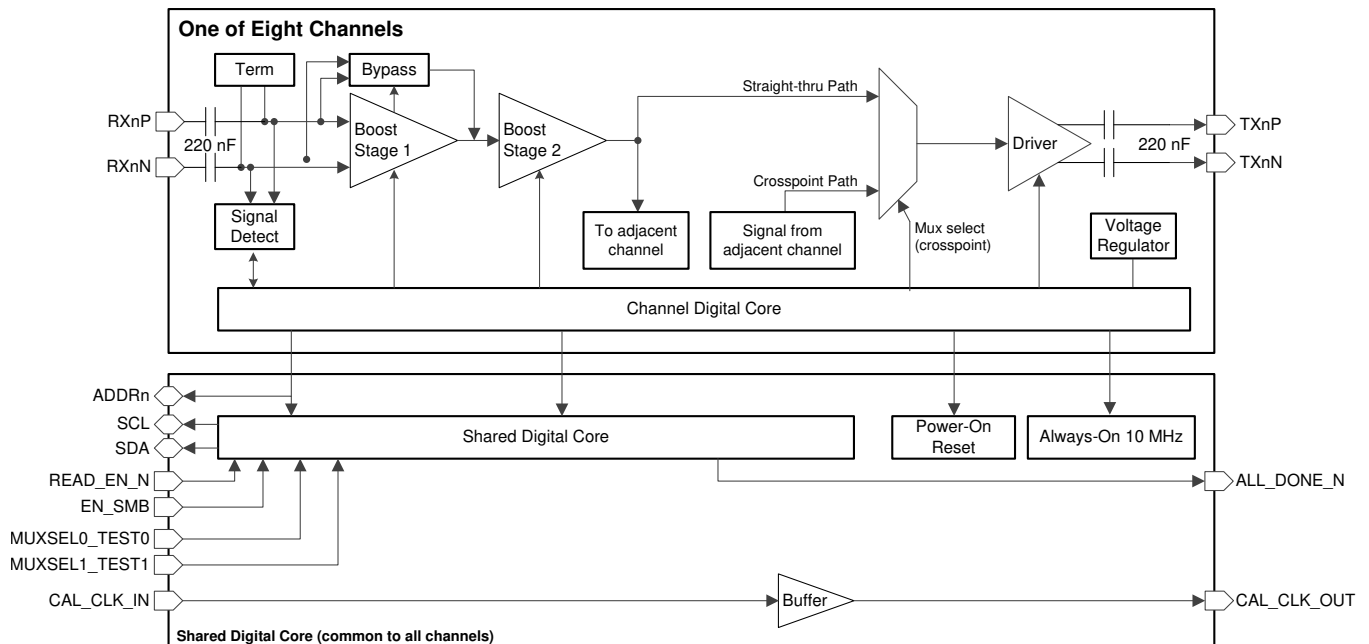 One of Eight Channels
Term
Bypass
RXnP
220 nF
RXnN
Boost
Stage 1
Boost
Stage 2
Straight-thru Path
Crosspoint Path
Driver
220 nF
TXnP
TXnN
Signal
Detect
To adjacent
channel
Signal from
adjacent channel
Mux select
(crosspoint)
Voltage
Regulator
Channel Digital Core
ADDRn
SCL
SDA
READ_EN_N
EN_SMB
MUXSEL0_TEST0
MUXSEL1_TEST1
CAL_CLK_IN
Shared Digital Core
Power-On
Reset
Always-On 10 MHz
ALL_DONE_N
Buffer
CAL_CLK_OUT
Shared Digital Core (common to all channels)